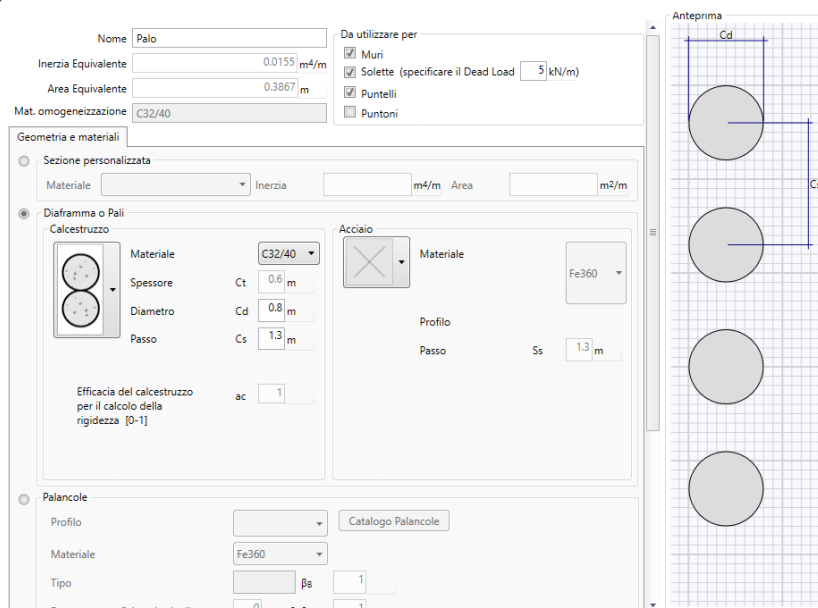 Nome Palo
Inerzia Equivalente 0.0155 m4/m
Area Equivalente 0.3867 m
Mat. omogeneizzazione C32/40
Da utilizzare per
Muri
Solette (specificare il Dead Load 5 kN/m)
Puntelli
Puntoni
Geometria e materiali
Sezione personalizzata
Materiale Inerzia m4/m Area m2/m
Diaframma o Pali
Calcestruzzo
Materiale C32/40
Spessore Ct 0.6 m
Diametro Cd 0.8 m
Passo Cs 1.3 m
Efficacia del calcestruzzo
per il calcolo della
rigidezza [0-1]
ac 1
Acciaio
Materiale Fe360
Profilo
Passo Ss 1.3 m
Palancole
Profilo Catalogo Palancole
Materiale Fe360
Tipo βB 1
Anteprima
Cd